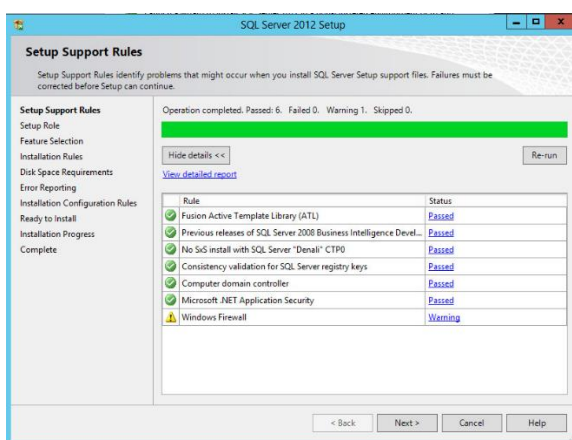 SQL Server 2012 Setup
Setup Support Rules
Setup Support Rules identify problems that might occur when you install SQL Server Setup support files. Failures must be
corrected before Setup can continue.
Setup Support Rules
Setup Role
Feature Selection
Installation Rules
Disk Space Requirements
Error Reporting
Installation Configuration Rules
Ready to Install
Installation Progress
Complete
Operation completed. Passed: 6. Failed 0. Warning 1. Skipped 0.
Hide details <<
Re-run
View detailed report
Rule Status
Fusion Active Template Library (ATL) Passed
Previous releases of SQL Server 2008 Business Intelligence Devel... Passed
No SxS install with SQL Server "Denali" CTP0 Passed
Consistency validation for SQL Server registry keys Passed
Computer domain controller Passed
Microsoft .NET Application Security Passed
Windows Firewall Warning
< Back Next > Cancel Help